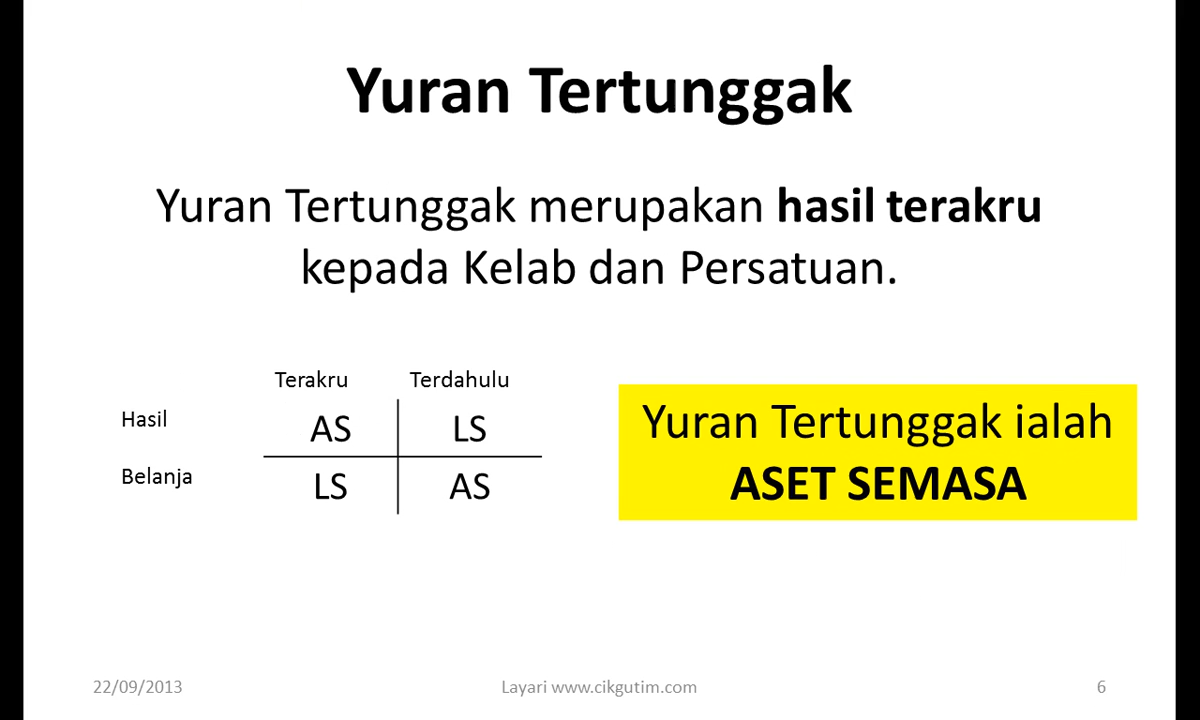 Yuran Tertunggak
Yuran Tertunggak merupakan hasil terakru
kepada Kelab dan Persatuan.
Terakru Terdahulu
Hasil AS LS
Belanja LS AS
Yuran Tertunggak ialah
ASET SEMASA
22/09/2013 Layari www.cikgutim.com 6